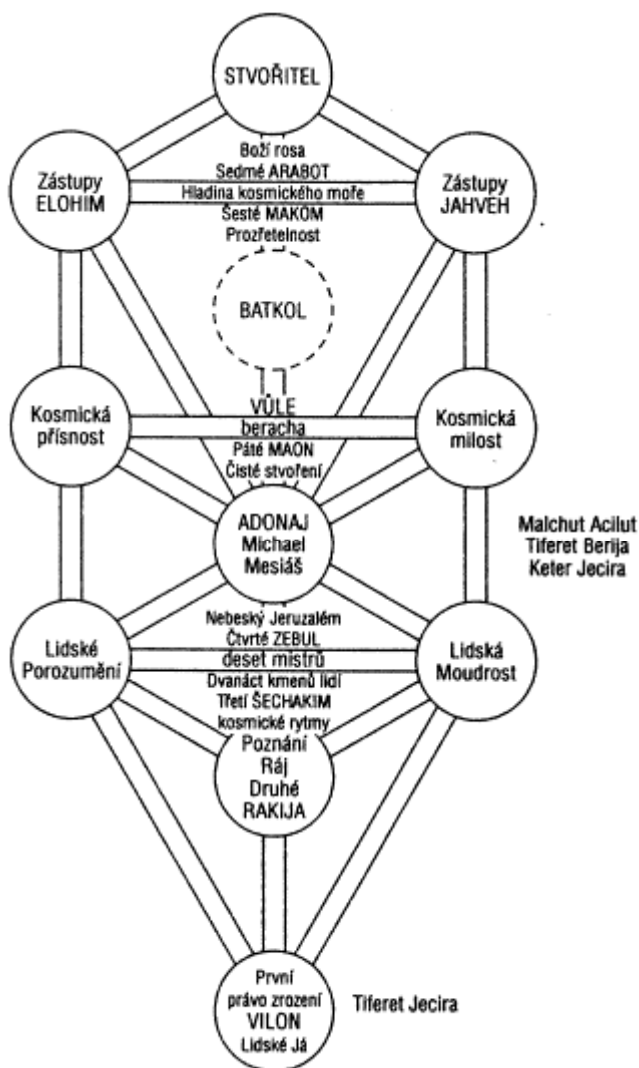 STVOŘITEL
Boží rosa
Sedmé ARABOT
Hladina kosmického moře
Šesté MAKOM
Prozřetelnost
Zástupy
ELOHIM
Zástupy
JAHVEH
BATKOL
Kosmická
přísnost
VŮLE
beracha
Páté MAON
Čisté stvoření
Kosmická
milost
ADONAJ
Michael
Mesiáš
Malchut Acilut
Tiferet Berija
Keter Jecira
Lidské
Porozumění
Nebeský Jeruzalém
Čtvrté ZEBUL
deset mistrů
Dvanáct kmenů lidí
Třetí ŠECHAKIM
kosmické rytmy
Lidská
Moudrost
Poznání
Ráj
Druhé
RAKIJA
První
právo zrození
VILON
Lidské Já
Tiferet Jecira